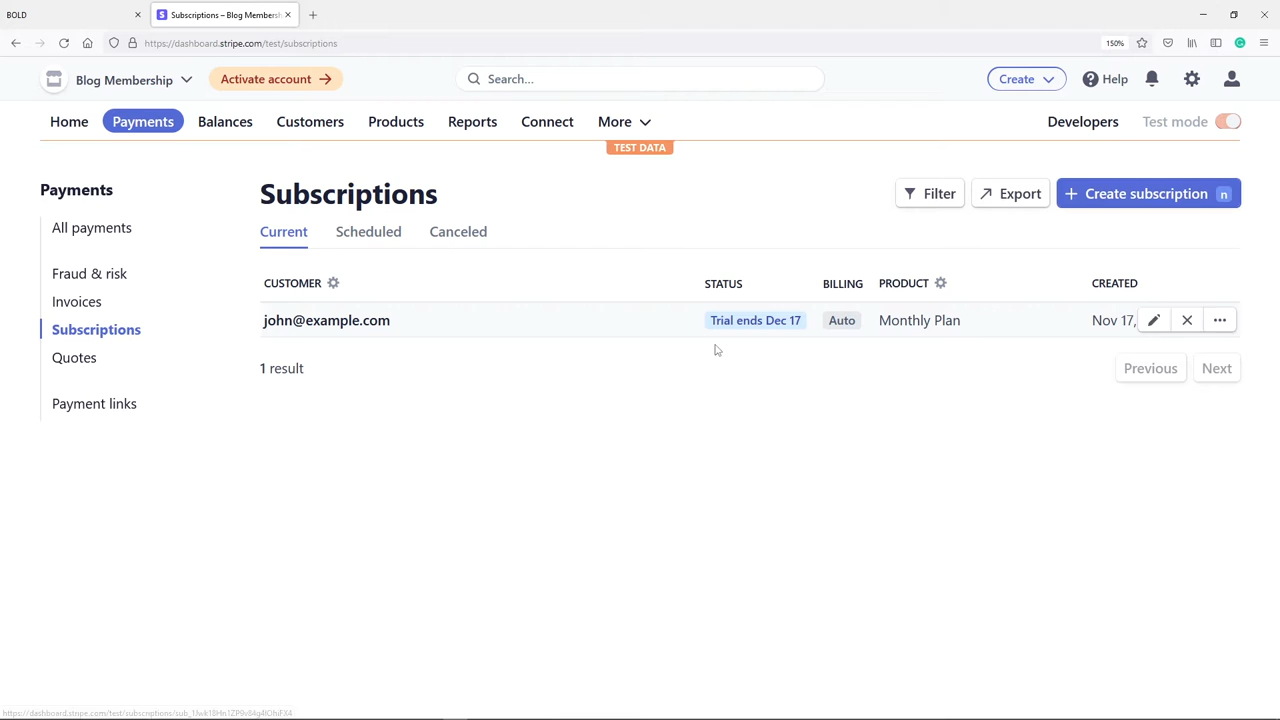 BOLD
Subscriptions – Blog Membership
https://dashboard.stripe.com/test/subscriptions
150%
Blog Membership
Activate account
Search...
Create
Help
Home
Payments
Balances
Customers
Products
Reports
Connect
More
Developers
Test mode
TEST DATA
Payments
All payments
Fraud & risk
Invoices
Subscriptions
Quotes
Payment links
Subscriptions
Filter
Export
Create subscription n
Current
Scheduled
Canceled
CUSTOMER
STATUS
BILLING
PRODUCT
CREATED
john@example.com
Trial ends Dec 17
Auto
Monthly Plan
Nov 17,
1 result
Previous
Next